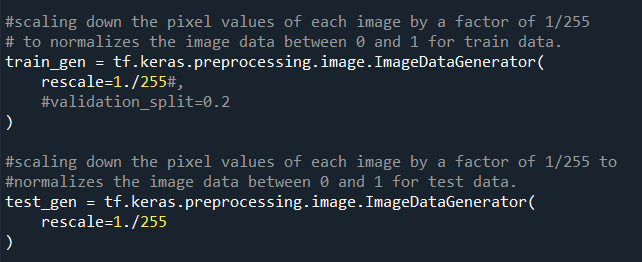 #scaling down the pixel values of each image by a factor of 1/255
# to normalizes the image data between 0 and 1 for train data.
train_gen = tf.keras.preprocessing.image.ImageDataGenerator(
    rescale=1./255#,
    #validation_split=0.2
)
#scaling down the pixel values of each image by a factor of 1/255 to
#normalizes the image data between 0 and 1 for test data.
test_gen = tf.keras.preprocessing.image.ImageDataGenerator(
    rescale=1./255
)